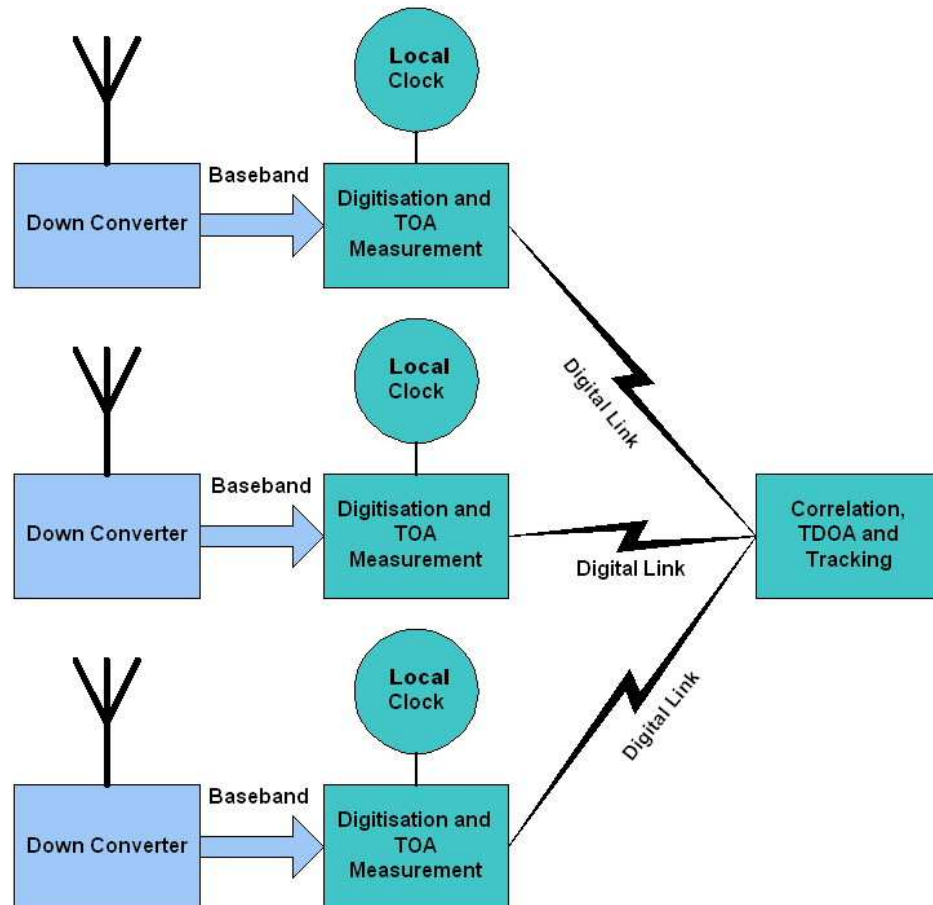 Local
Clock
Baseband
Down Converter
Digitisation and
TOA
Measurement
Digital Link
Local
Clock
Baseband
Down Converter
Digitisation and
TOA
Measurement
Digital Link
Correlation,
TDOA and
Tracking
Local
Clock
Baseband
Down Converter
Digitisation and
TOA
Measurement
Digital Link